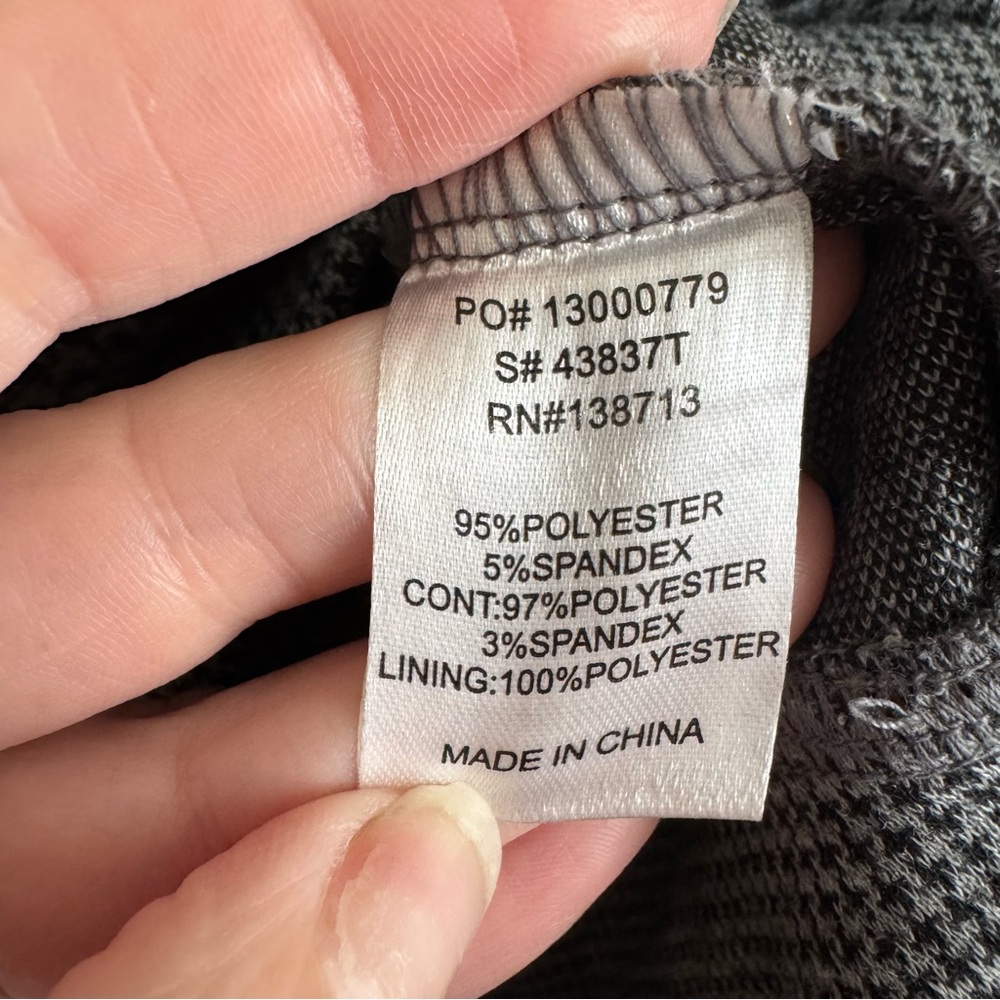 PO# 13000779
S# 43837T
RN#138713
95%POLYESTER
5%SPANDEX
CONT:97%POLYESTER
3%SPANDEX
LINING:100%POLYESTER
MADE IN CHINA